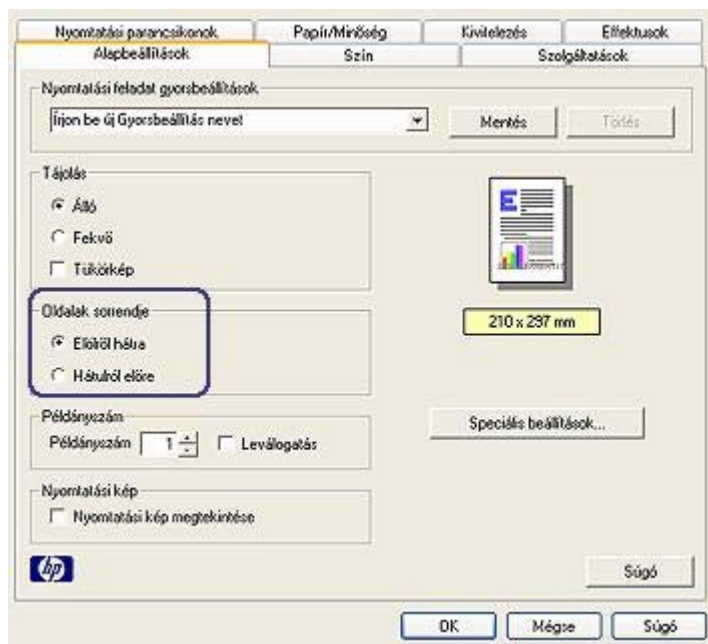 Nyomtatási parancsikonok Papír/Minőség Kivitelezés Effektusok
Alapbeállítások Szín Szolgáltatások
Nyomtatási feladat gyorsbeállítások
Írjon be új Gyorsbeállítás nevet Mentés Törlés
Tájolás
Álló
Fekvő
Tükörkép
E
210 x 297 mm
Oldalak sorrendje
Elölről hátra
Hátulról előre
Példányszám
Példányszám 1 Leválogatás
Speciális beállítások...
Nyomtatási kép
Nyomtatási kép megtekintése
hp Súgó
OK Mégse Súgó